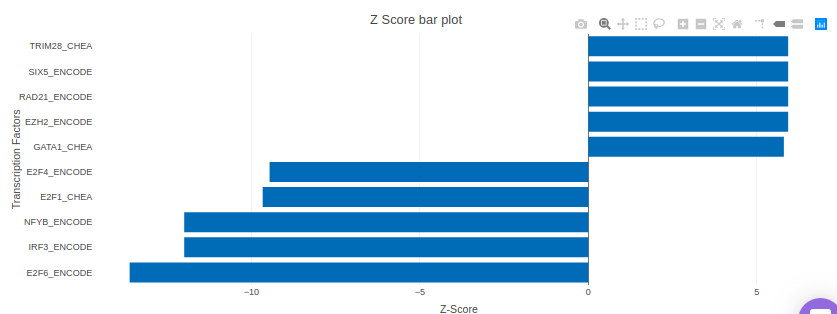 Z Score bar plot
TRIM28_CHEA
SIX5_ENCODE
RAD21_ENCODE
EZH2_ENCODE
GATA1_CHEA
E2F4_ENCODE
E2F1_CHEA
NFYB_ENCODE
IRF3_ENCODE
E2F6_ENCODE
Transcription Factors
−10
−5
0
5
Z-Score